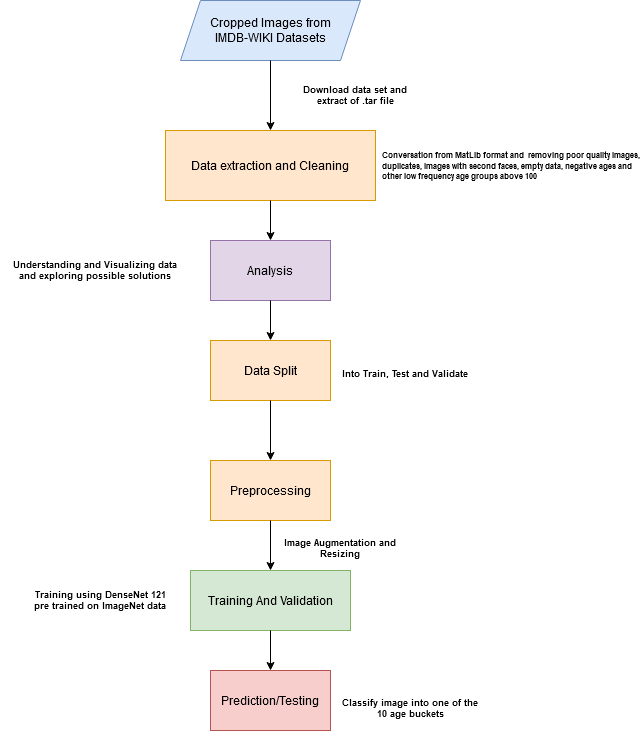 Cropped Images from
IMDB-WIKI Datasets
Download data set and
extract of .tar file
Data extraction and Cleaning
Conversation from MatLib format and removing poor quality images,
duplicates, images with second faces, empty data, negative ages and
other low frequency age groups above 100
Understanding and Visualizing data
and exploring possible solutions
Analysis
Data Split
Into Train, Test and Validate
Preprocessing
Image Augmentation and
Resizing
Training using DenseNet 121
pre trained on ImageNet data
Training And Validation
Prediction/Testing
Classify image into one of the
10 age buckets